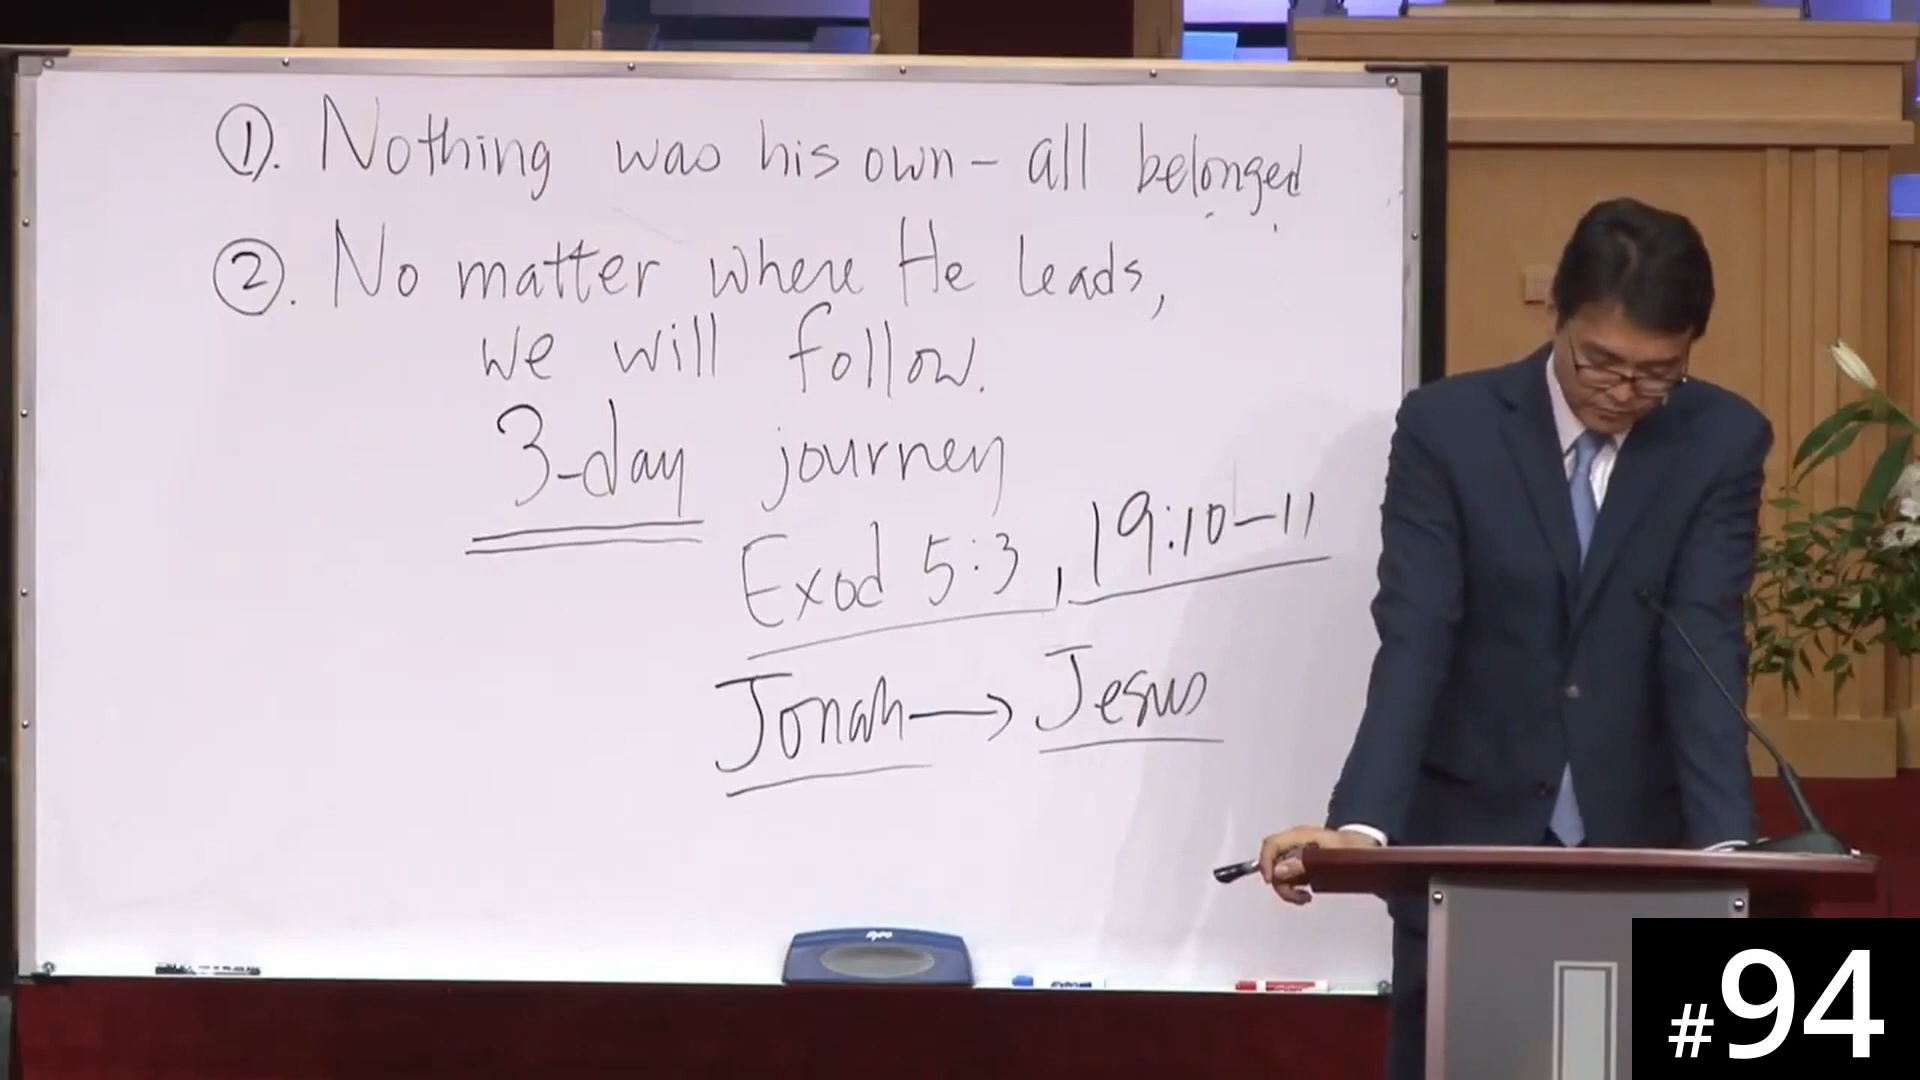 ①. Nothing was his own – all belonged
②. No matter where He leads,
we will follow.
3-day journey
Exod 5:3, 19:10-11
Jonah → Jesus
expo
#94